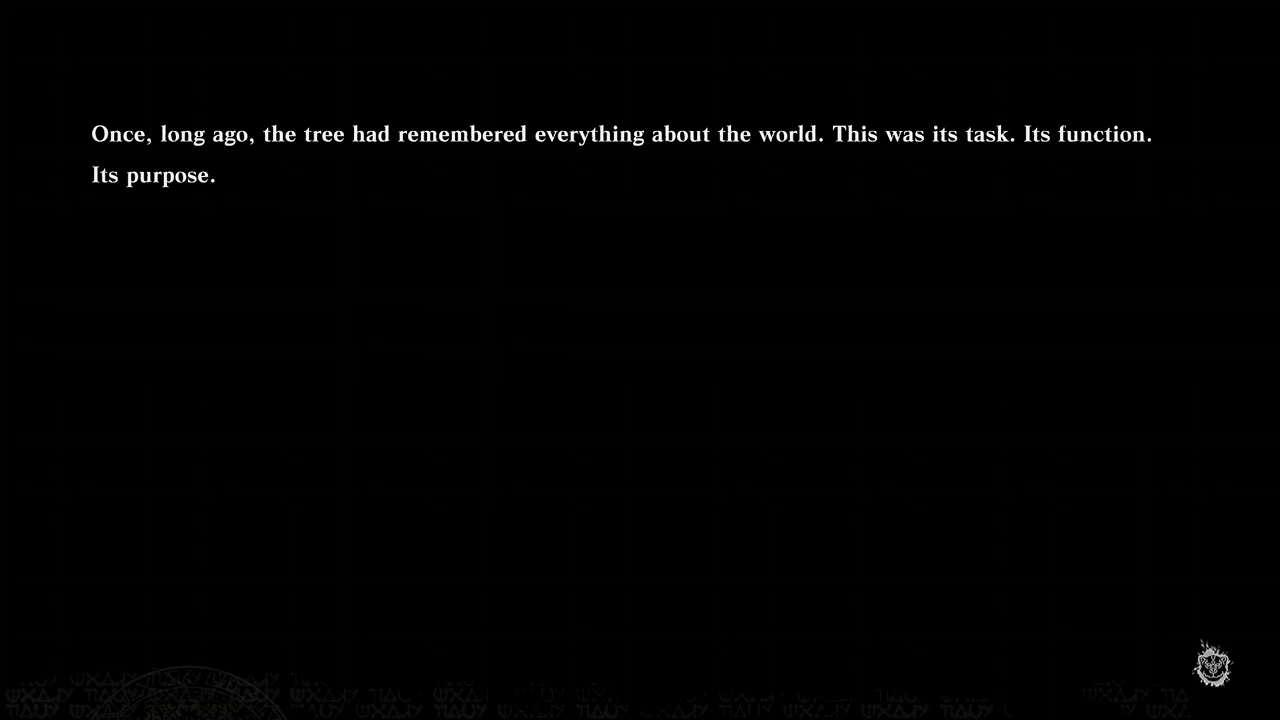 Once, long ago, the tree had remembered everything about the world. This was its task. Its function.
Its purpose.